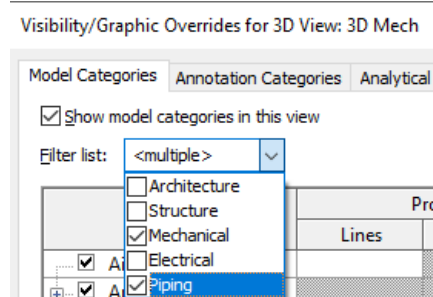 Visibility/Graphic Overrides for 3D View: 3D Mech
Model Categories Annotation Categories Analytical
Show model categories in this view
Filter list: <multiple>
Architecture
Structure
Mechanical
Lines
Electrical
Piping